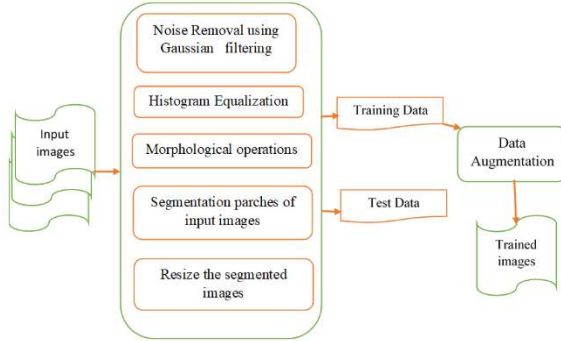 Input
images
Noise Removal using
Gaussian filtering
Histogram Equalization
Morphological operations
Segmentation parches of
input images
Resize the segmented
images
Training Data
Test Data
Data
Augmentation
Trained
images